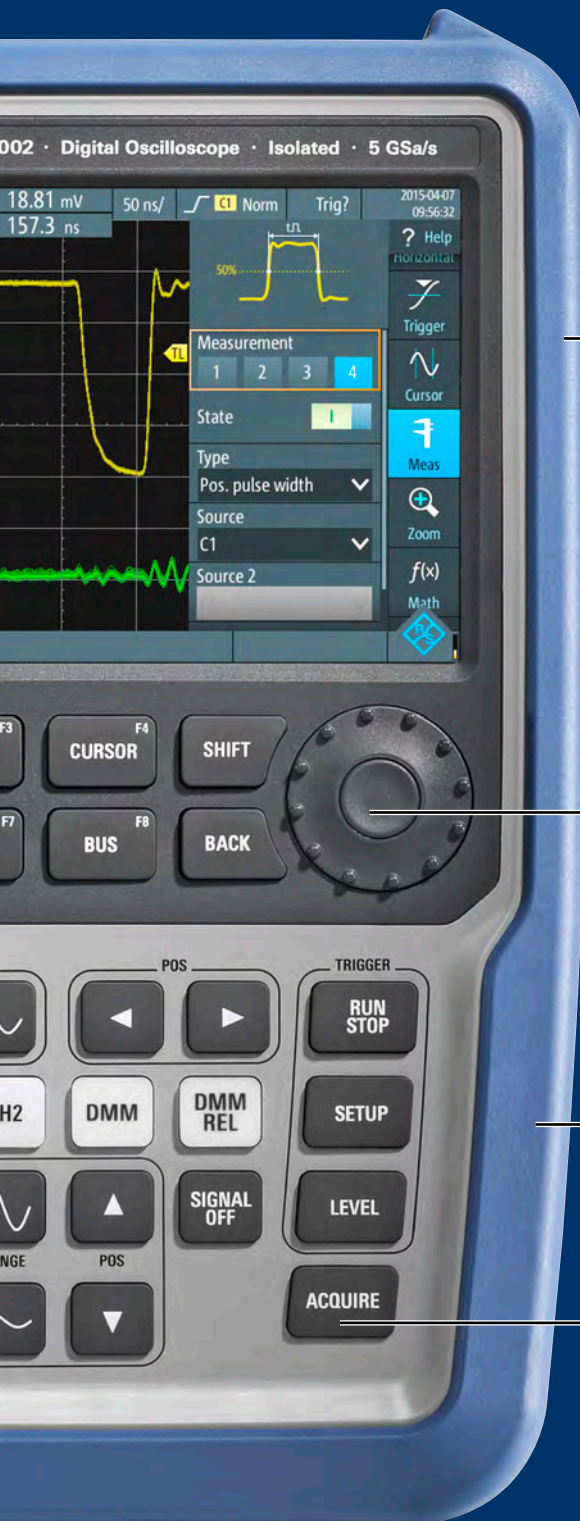 002 · Digital Oscilloscope · Isolated · 5 GSa/s
18.81 mV
157.3 ns
50 ns/
C1 Norm
Trig?
2015-04-07
09:56:32
? Help
Horizontal
50%
TL
Measurement
1 2 3 4
State
I
Type
Pos. pulse width
Source
C1
Source 2
Trigger
Cursor
Meas
Zoom
f(x)
Math
R&S
F3
F4
CURSOR
SHIFT
F7
F8
BUS
BACK
POS
TRIGGER
RUN
STOP
H2
DMM
DMM
REL
SETUP
SIGNAL
OFF
LEVEL
NGE
POS
ACQUIRE